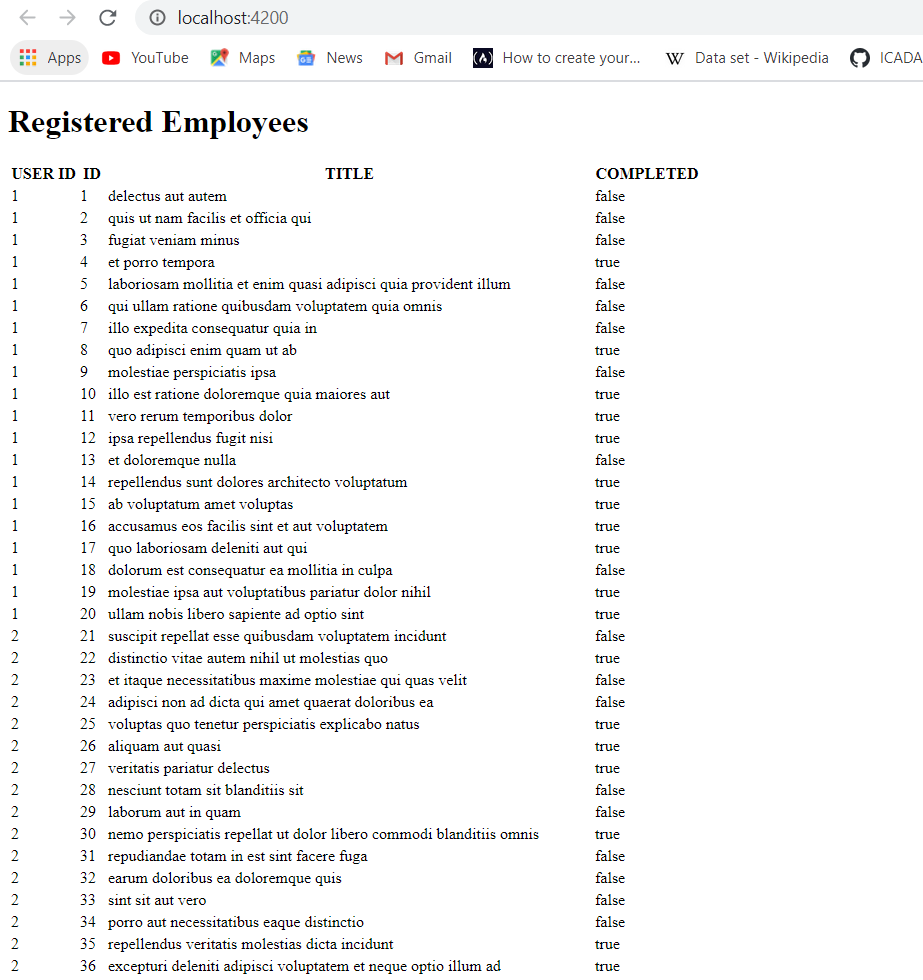 localhost:4200
Apps YouTube Maps News Gmail How to create your... Data set - Wikipedia ICADA
Registered Employees
USER ID ID TITLE COMPLETED
1 1 delectus aut autem false
1 2 quis ut nam facilis et officia qui false
1 3 fugiat veniam minus false
1 4 et porro tempora true
1 5 laboriosam mollitia et enim quasi adipisci quia provident illum false
1 6 qui ullam ratione quibusdam voluptatem quia omnis false
1 7 illo expedita consequatur quia in false
1 8 quo adipisci enim quam ut ab true
1 9 molestiae perspiciatis ipsa false
1 10 illo est ratione doloremque quia maiores aut true
1 11 vero rerum temporibus dolor true
1 12 ipsa repellendus fugit nisi true
1 13 et doloremque nulla false
1 14 repellendus sunt dolores architecto voluptatum true
1 15 ab voluptatum amet voluptas true
1 16 accusamus eos facilis sint et aut voluptatem true
1 17 quo laboriosam deleniti aut qui true
1 18 dolorum est consequatur ea mollitia in culpa false
1 19 molestiae ipsa aut voluptatibus pariatur dolor nihil true
1 20 ullam nobis libero sapiente ad optio sint true
2 21 suscipit repellat esse quibusdam voluptatem incidunt false
2 22 distinctio vitae autem nihil ut molestias quo true
2 23 et itaque necessitatibus maxime molestiae qui quas velit false
2 24 adipisci non ad dicta qui amet quaerat doloribus ea false
2 25 voluptas quo tenetur perspiciatis explicabo natus true
2 26 aliquam aut quasi true
2 27 veritatis pariatur delectus true
2 28 nesciunt totam sit blanditiis sit false
2 29 laborum aut in quam false
2 30 nemo perspiciatis repellat ut dolor libero commodi blanditiis omnis true
2 31 repudiandae totam in est sint facere fuga false
2 32 earum doloribus ea doloremque quis false
2 33 sint sit aut vero false
2 34 porro aut necessitatibus eaque distinctio false
2 35 repellendus veritatis molestias dicta incidunt true
2 36 excepturi deleniti adipisci voluptatem et neque optio illum ad true